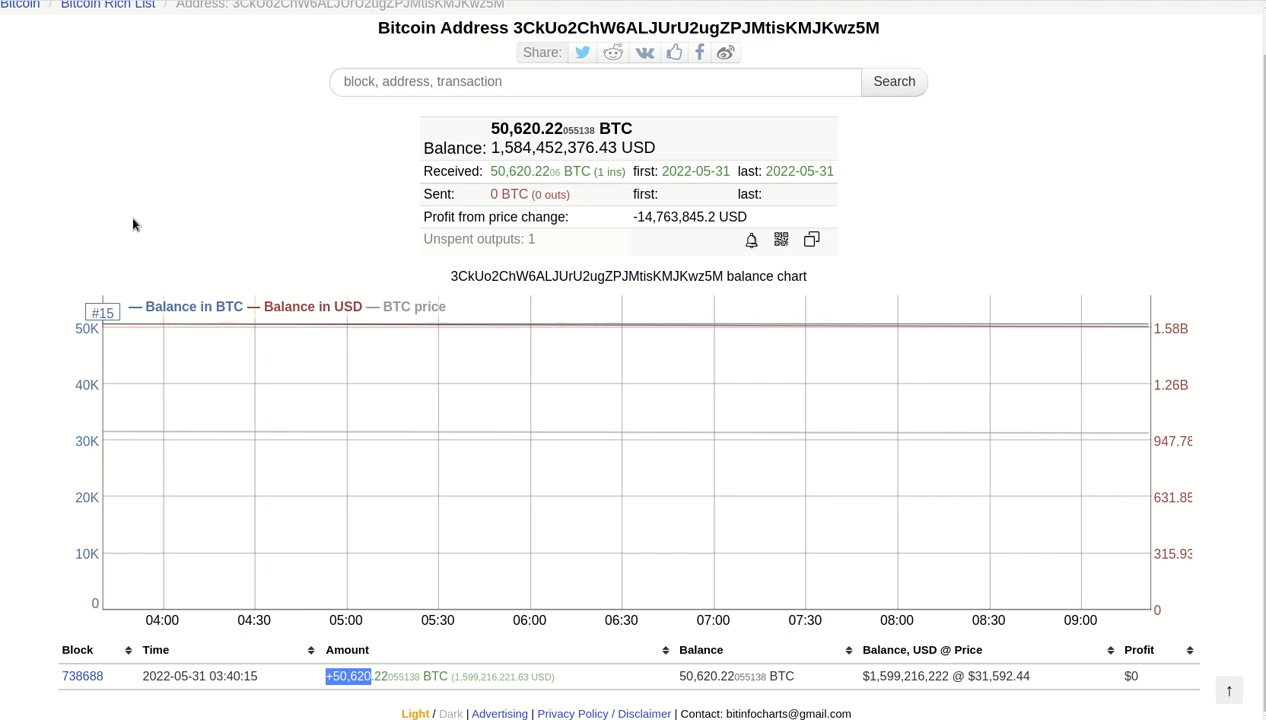 Bitcoin / Bitcoin Rich List / Address: 3CkUo2ChW6ALJUrU2ugZPJMtisKMJKwz5M
Bitcoin Address 3CkUo2ChW6ALJUrU2ugZPJMtisKMJKwz5M
Share:
block, address, transaction Search
50,620.22055138 BTC
Balance: 1,584,452,376.43 USD
Received: 50,620.2206 BTC (1 ins) first: 2022-05-31 last: 2022-05-31
Sent: 0 BTC (0 outs) first: last:
Profit from price change: -14,763,845.2 USD
Unspent outputs: 1
3CkUo2ChW6ALJUrU2ugZPJMtisKMJKwz5M balance chart
#15 Balance in BTC Balance in USD BTC price
50K 1.58B
40K 1.26B
30K 947.78
20K 631.85
10K 315.93
0 0
04:00 04:30 05:00 05:30 06:00 06:30 07:00 07:30 08:00 08:30 09:00
Block Time Amount Balance Balance, USD @ Price Profit
738688 2022-05-31 03:40:15 +50,620.22055138 BTC (1,599,216,221.63 USD) 50,620.22055138 BTC $1,599,216,222 @ $31,592.44 $0
Light / Dark | Advertising | Privacy Policy / Disclaimer | Contact: bitinfocharts@gmail.com